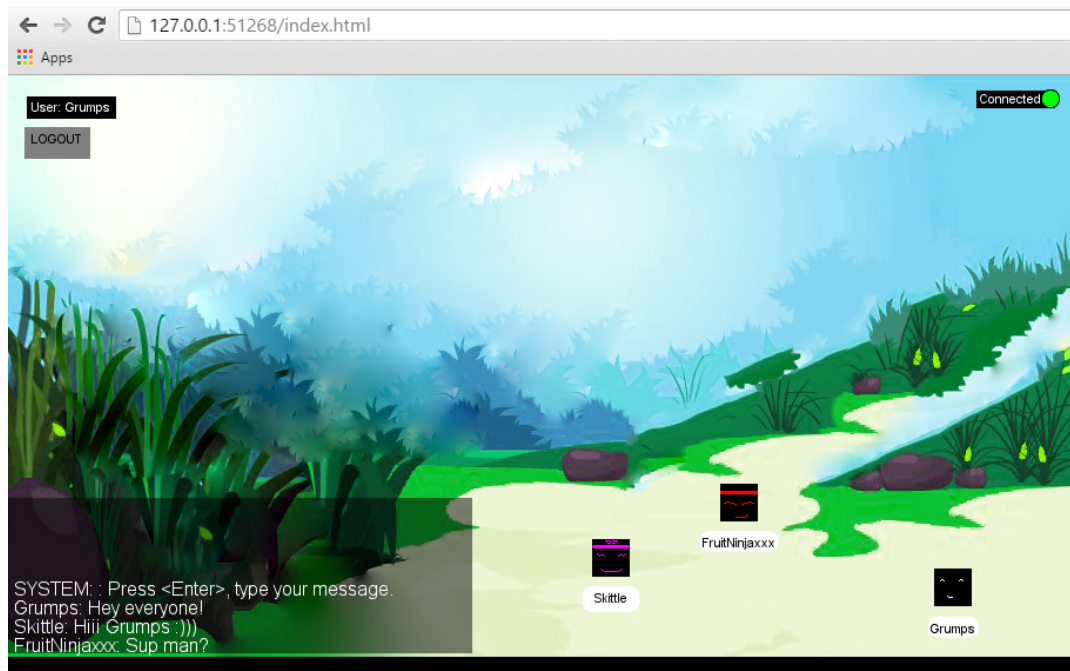 127.0.0.1:51268/index.html
Apps
User: Grumps
Connected
LOGOUT
FruitNinjaxxx
Skittle
Grumps
SYSTEM: : Press <Enter>, type your message.
Grumps: Hey everyone!
Skittle: Hiii Grumps :)))
FruitNinjaxxx: Sup man?